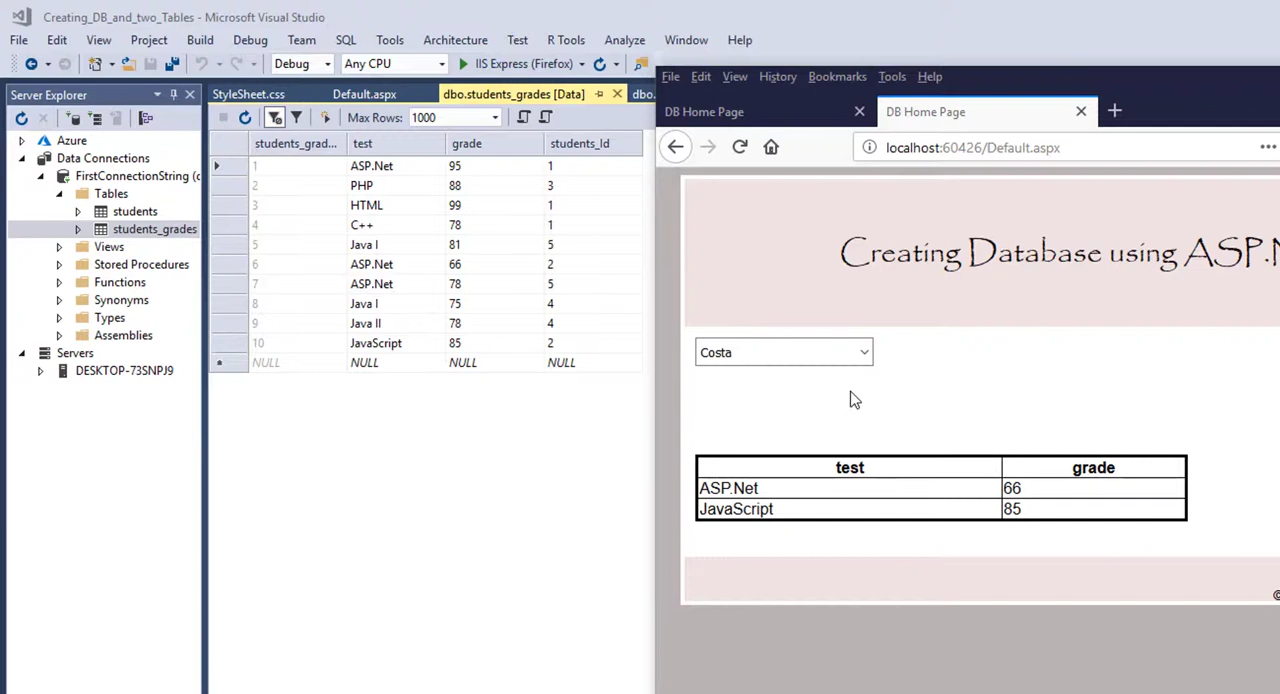 Creating_DB_and_two_Tables - Microsoft Visual Studio
File Edit View Project Build Debug Team SQL Tools Architecture Test R Tools Analyze Window Help
Debug Any CPU IIS Express (Firefox)
Server Explorer
Azure
Data Connections
FirstConnectionString (c
Tables
students
students_grades
Views
Stored Procedures
Functions
Synonyms
Types
Assemblies
Servers
DESKTOP-73SNPJ9
StyleSheet.css Default.aspx dbo.students_grades [Data] dbo.
Max Rows: 1000
students_grad... test grade students_Id
1 ASP.Net 95 1
2 PHP 88 3
3 HTML 99 1
4 C++ 78 1
5 Java I 81 5
6 ASP.Net 66 2
7 ASP.Net 78 5
8 Java I 75 4
9 Java II 78 4
10 JavaScript 85 2
NULL NULL NULL NULL
File Edit View History Bookmarks Tools Help
DB Home Page DB Home Page
localhost:60426/Default.aspx
Creating Database using ASP.N
Costa
test grade
ASP.Net 66
JavaScript 85
©